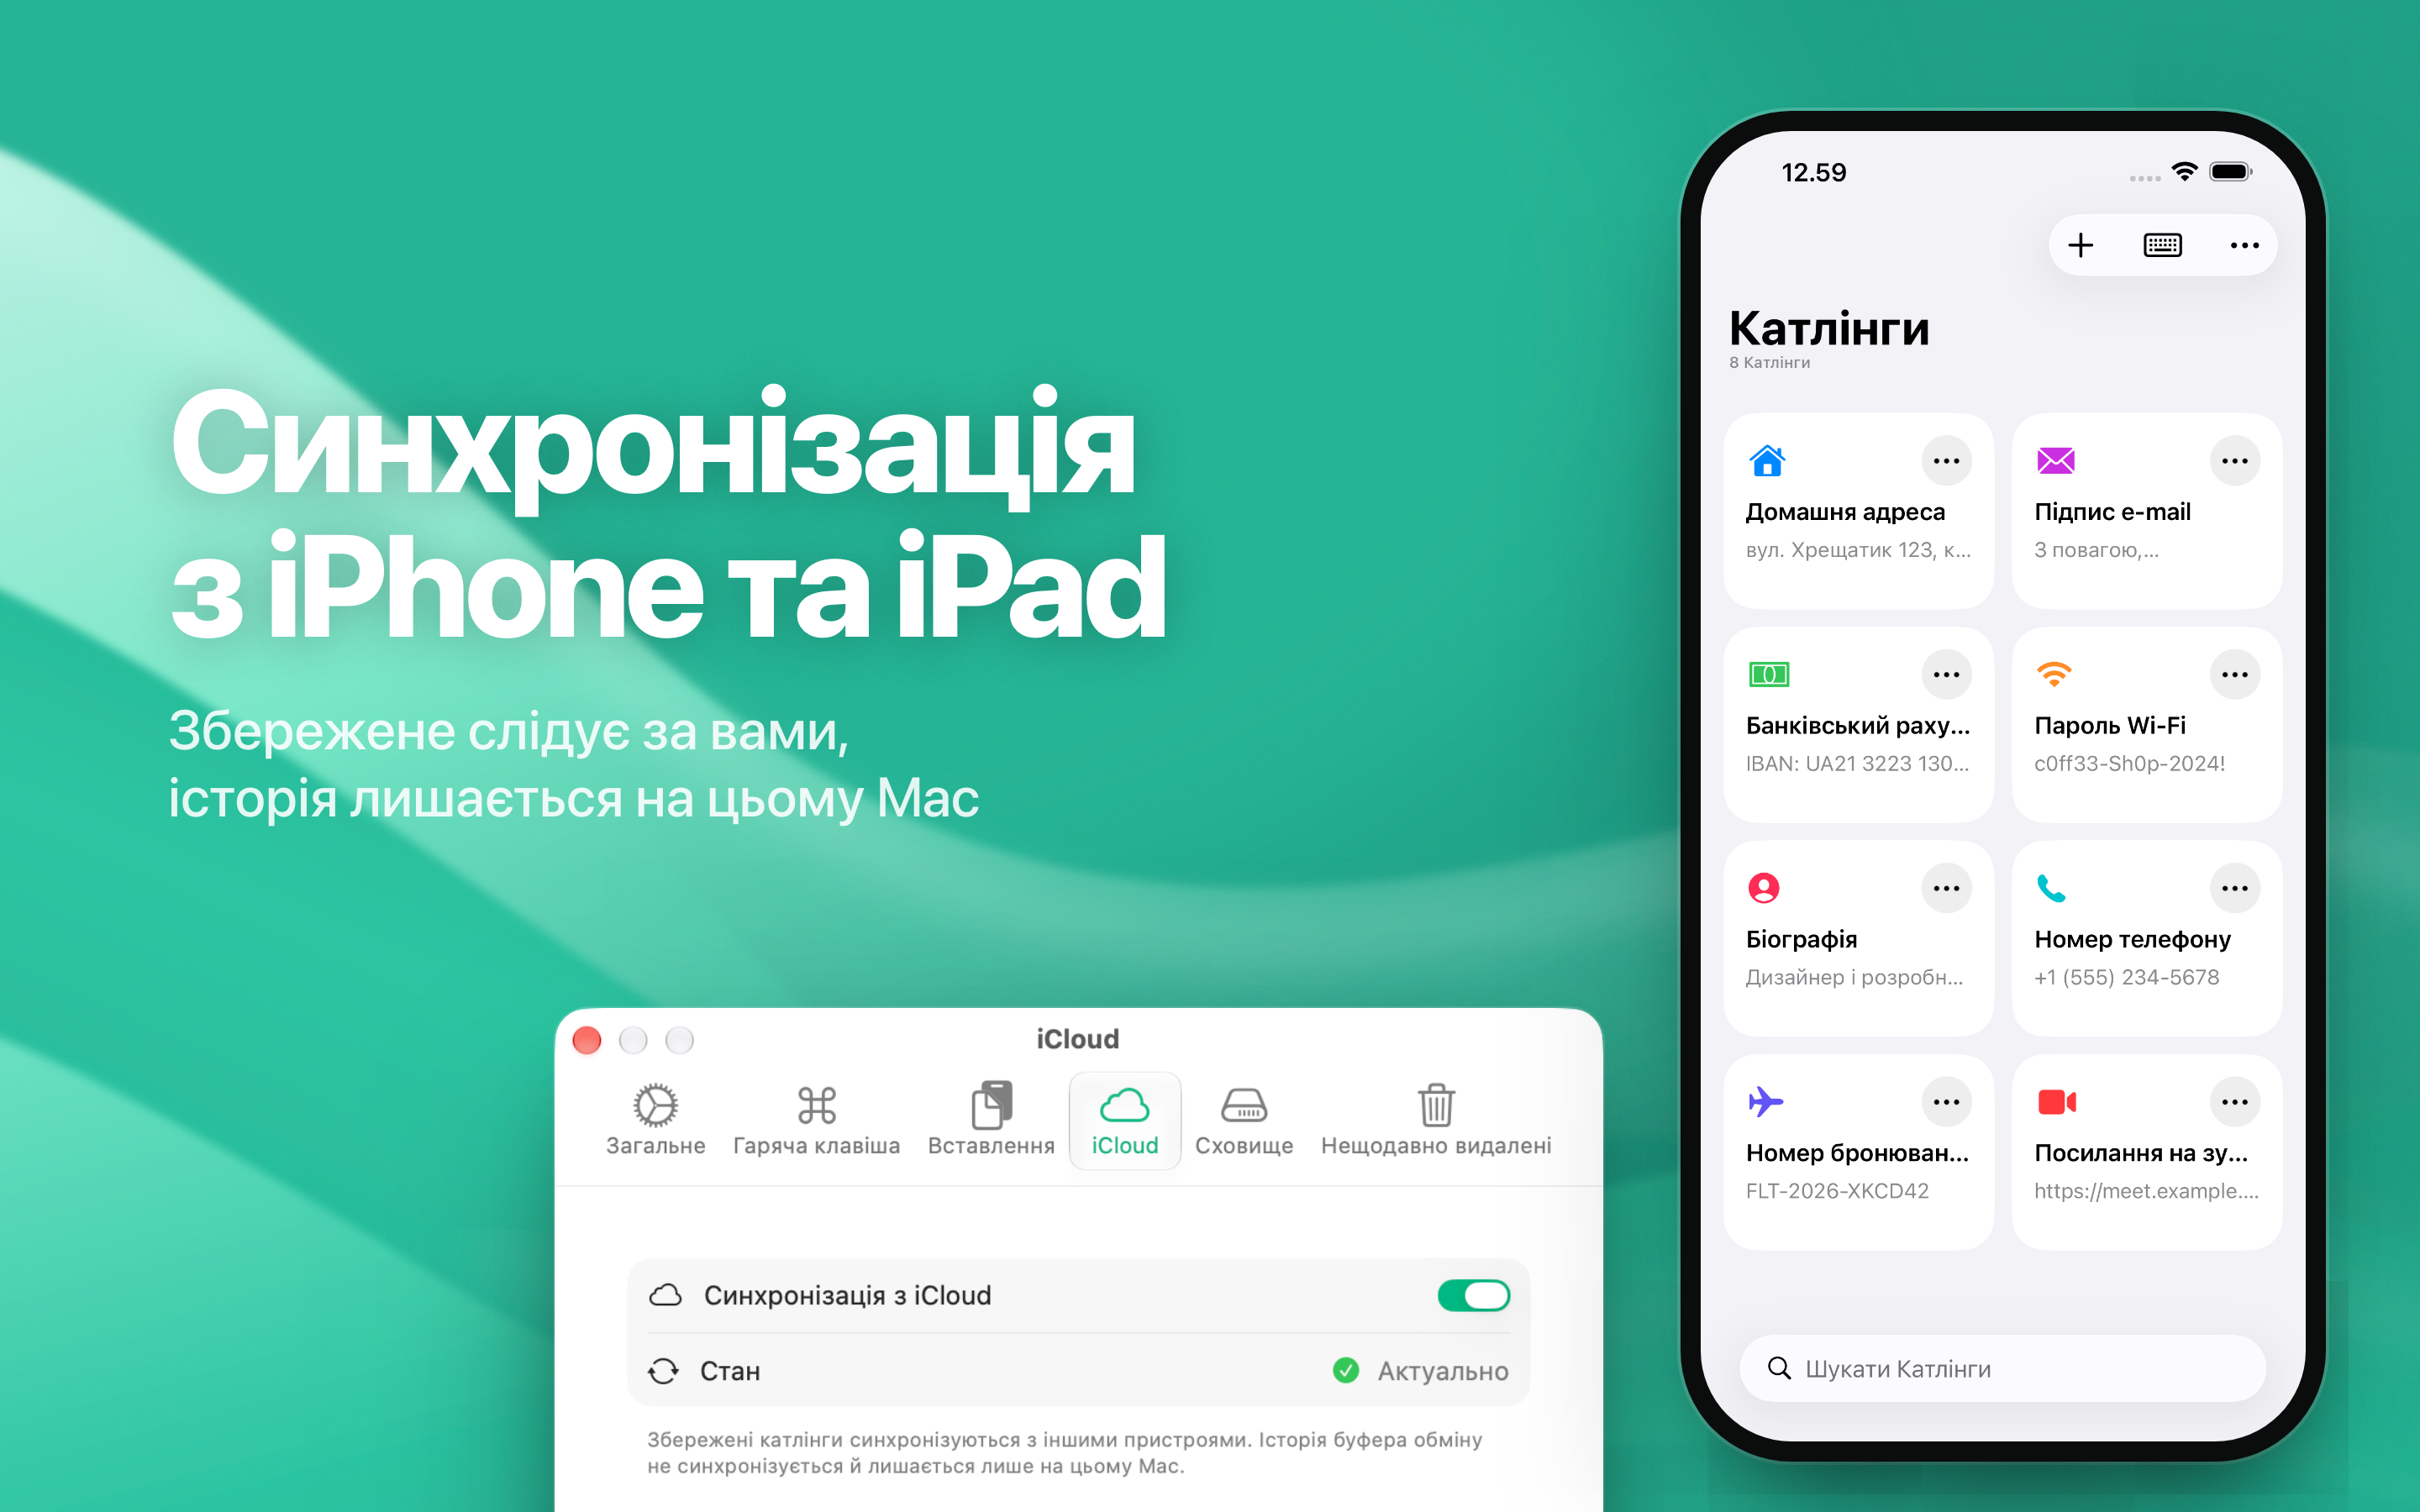 Синхронізація
з iPhone та iPad
Збережене слідує за вами,
історія лишається на цьому Mac
iCloud
Загальне
Гаряча клавіша
Вставлення
iCloud
Сховище
Нещодавно видалені
Синхронізація з iCloud
Стан
Актуально
Збережені катлінги синхронізуються з іншими пристроями. Історія буфера обміну
не синхронізується й лишається лише на цьому Mac.
12.59
Катлінги
8 Катлінги
Домашня адреса
вул. Хрещатик 123, к...
Підпис e-mail
З повагою,...
Банківський раху...
IBAN: UA21 3223 130...
Пароль Wi-Fi
c0ff33-Sh0p-2024!
Біографія
Дизайнер і розробн...
Номер телефону
+1 (555) 234-5678
Номер бронюван...
FLT-2026-XKCD42
Посилання на зу...
https://meet.example....
Шукати Катлінги